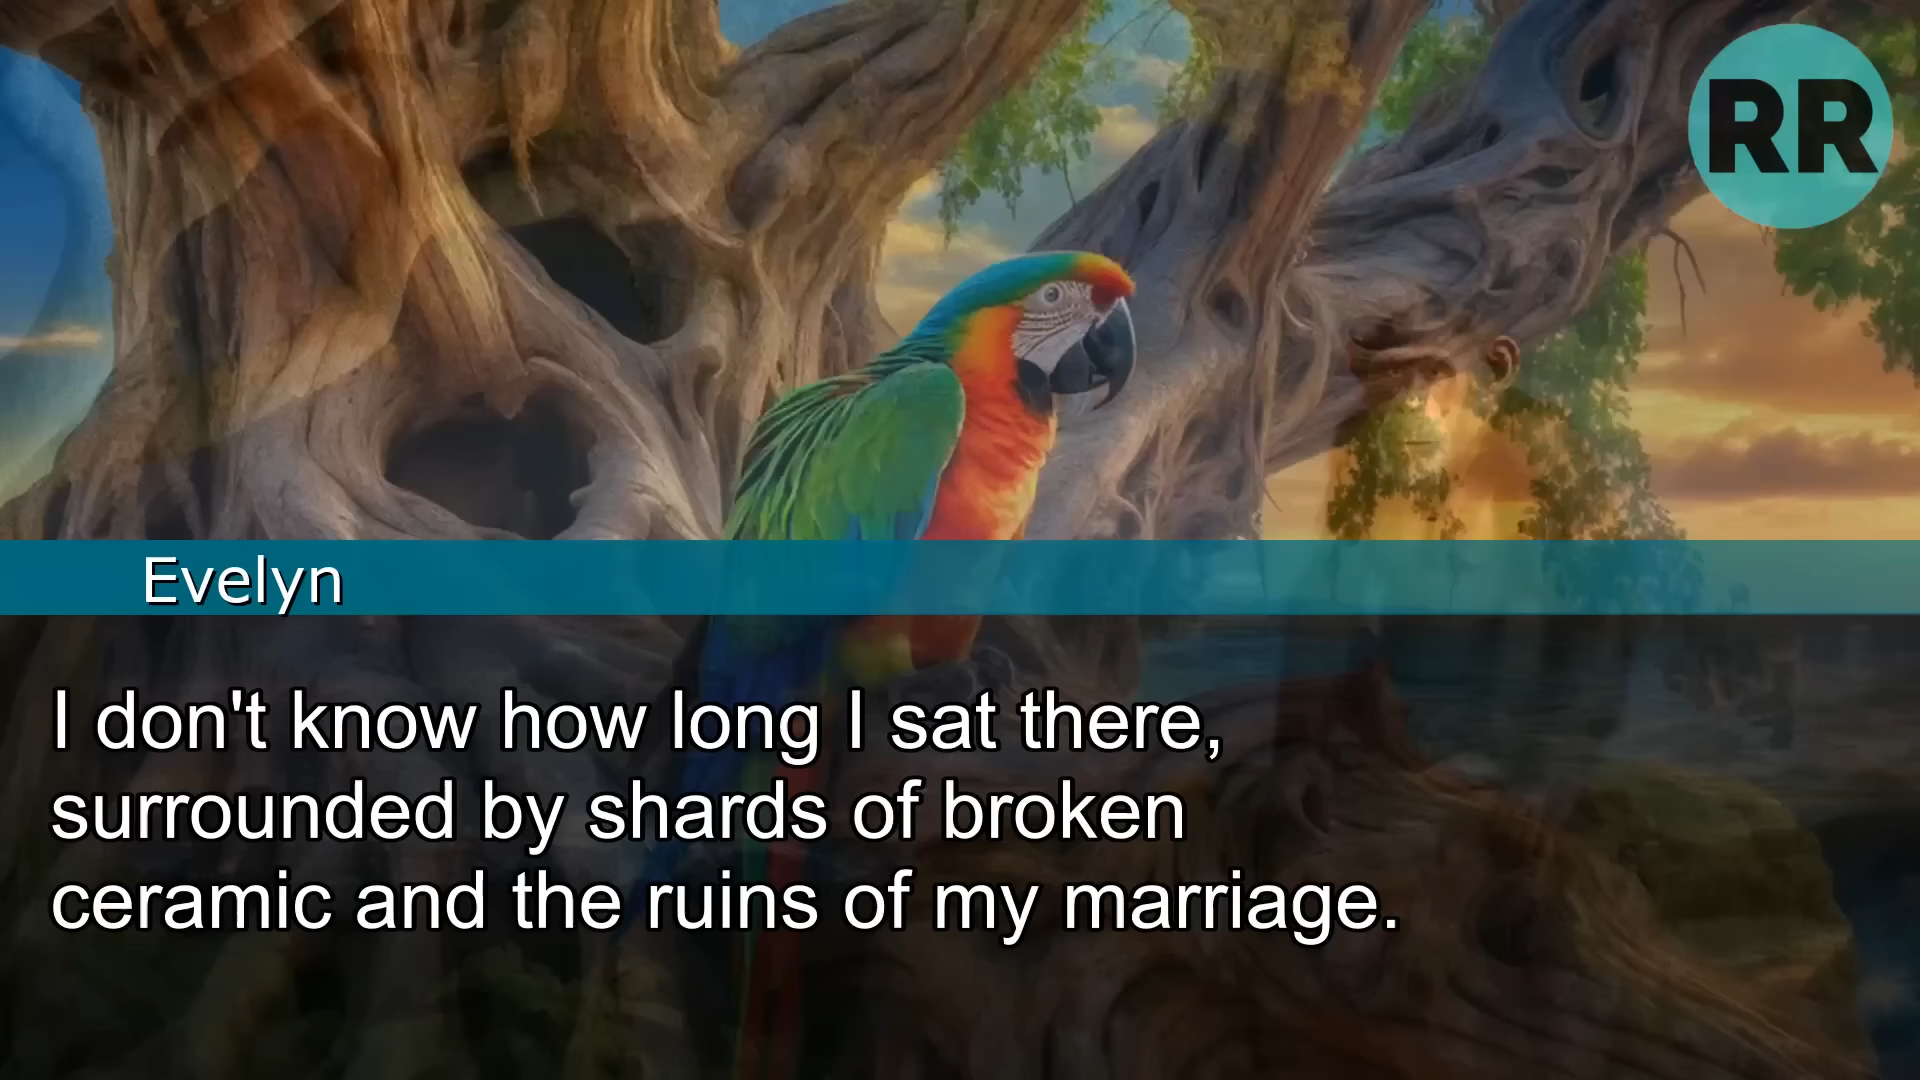 RR
Evelyn
I don't know how long I sat there,
surrounded by shards of broken
ceramic and the ruins of my marriage.